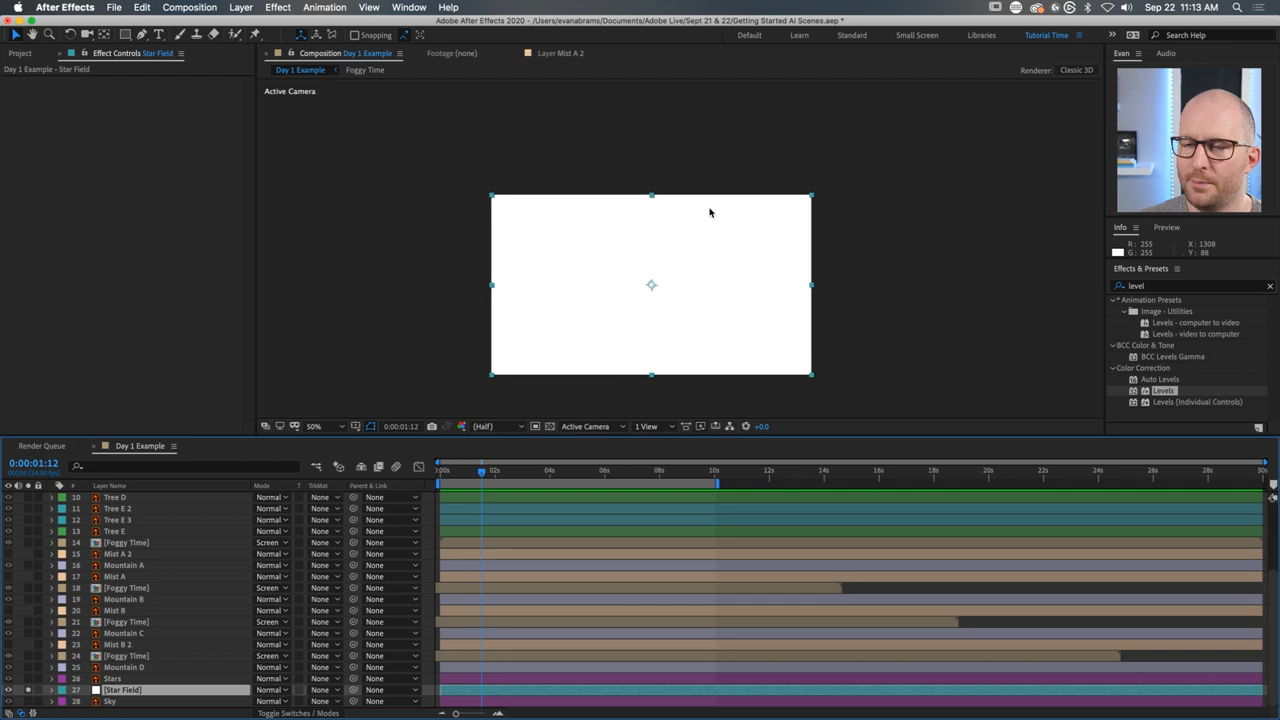 After Effects File Edit Composition Layer Effect Animation View Window Help Sep 22 11:13 AM
Adobe After Effects 2020 - /Users/evanabrams/Documents/Adobe Live/Sept 21 & 22/Getting Started Ai Scenes.aep *
Snapping Default Learn Standard Small Screen Libraries Tutorial Time Search Help
Project Effect Controls Star Field Composition Day 1 Example Footage (none) Layer Mist A 2 Evan Audio
Day 1 Example - Star Field Day 1 Example Foggy Time Renderer: Classic 3D
Active Camera
Info Preview
R: 255 X: 1308
G: 255 Y: 88
Effects & Presets
level
* Animation Presets
Image - Utilities
Levels - computer to video
Levels - video to computer
BCC Color & Tone
BCC Levels Gamma
Color Correction
Auto Levels
Levels
Levels (Individual Controls)
50% 0:00:01:12 (Half) Active Camera 1 View +0.0
Render Queue Day 1 Example
0:00:01:12
# Layer Name Mode T TrkMat Parent & Link
02s 04s 06s 08s 10s 12s 14s 16s 18s 20s 22s 24s 26s 28s 30s
10 Tree D Normal None None
11 Tree E 2 Normal None None
12 Tree E 3 Normal None None
13 Tree E Normal None None
14 [Foggy Time] Screen None None
15 Mist A 2 Normal None None
16 Mountain A Normal None None
17 Mist A Normal None None
18 [Foggy Time] Screen None None
19 Mountain B Normal None None
20 Mist B Normal None None
21 [Foggy Time] Screen None None
22 Mountain C Normal None None
23 Mist B 2 Normal None None
24 [Foggy Time] Screen None None
25 Mountain D Normal None None
26 Stars Normal None None
27 [Star Field] Normal None None
28 Sky Normal None None
Toggle Switches / Modes